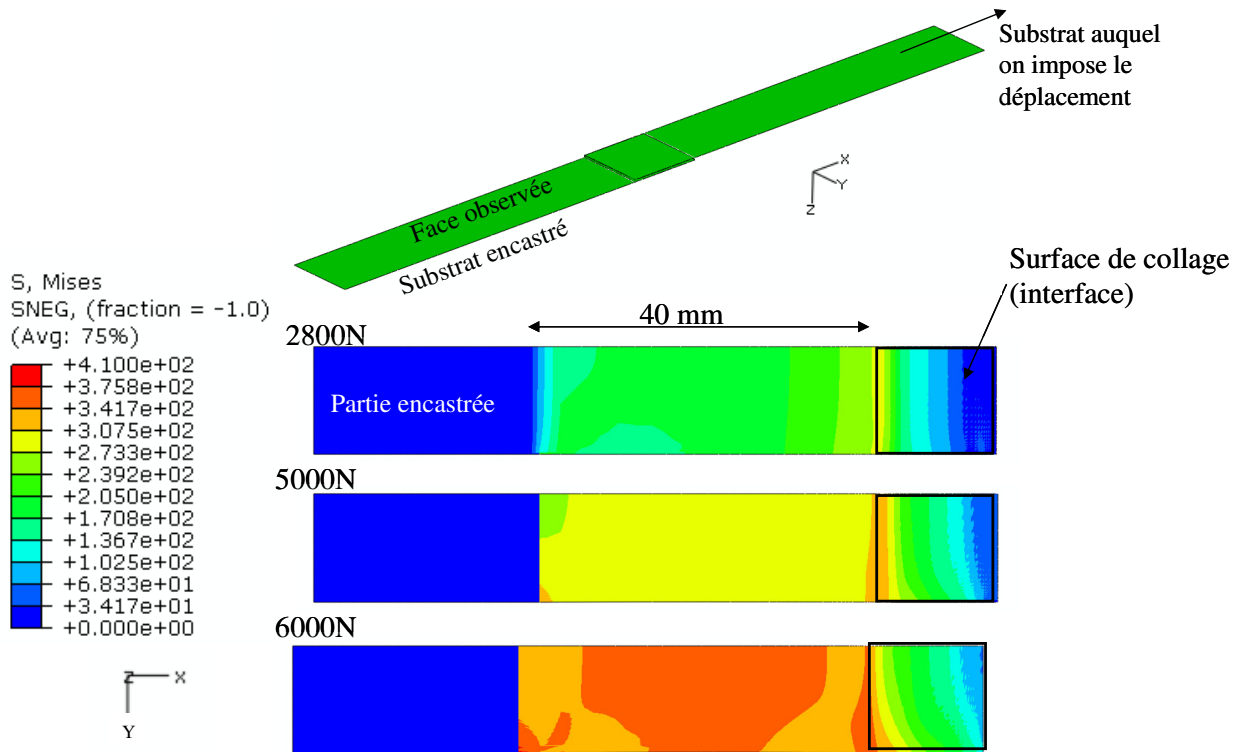 Substrat auquel
on impose le
déplacement
X
Y
Z
Face observée
Substrat encastré
Surface de collage
(interface)
S, Mises
SNEG, (fraction = -1.0)
(Avg: 75%)
+4.100e+02
+3.758e+02
+3.417e+02
+3.075e+02
+2.733e+02
+2.392e+02
+2.050e+02
+1.708e+02
+1.367e+02
+1.025e+02
+6.833e+01
+3.417e+01
+0.000e+00
40 mm
2800N
Partie encastrée
5000N
6000N
Z
X
Y